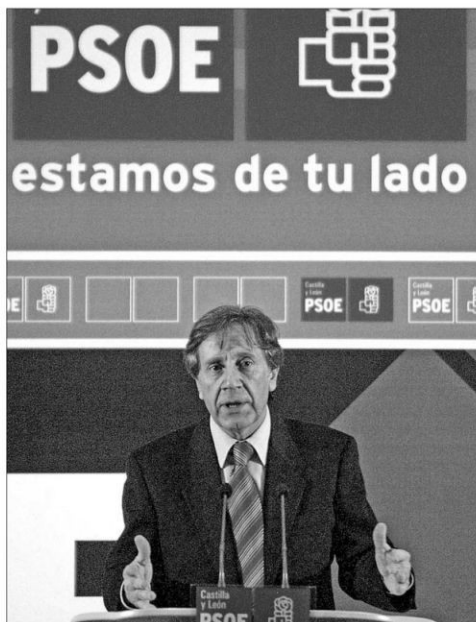 PSOE
estamos de tu lado
Castilla
y León
PSOE
Castilla
y León
PSOE
Castilla
y León
PSOE